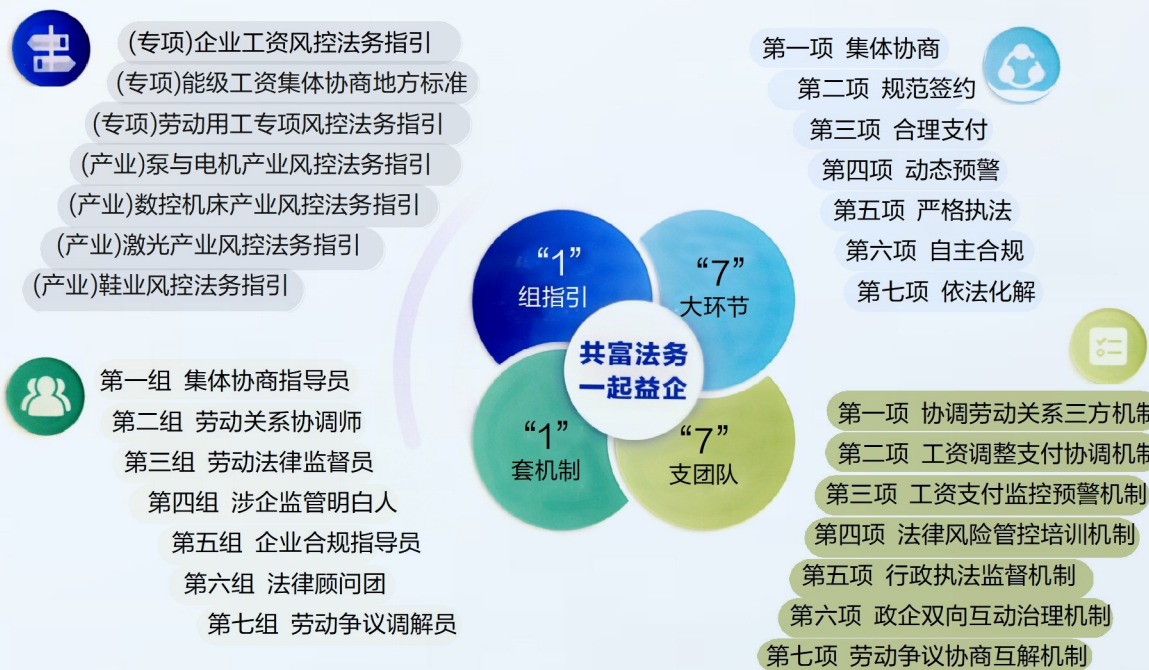 (专项)企业工资风控法务指引
(专项)能级工资集体协商地方标准
(专项)劳动用工专项风控法务指引
(产业)泵与电机产业风控法务指引
(产业)数控机床产业风控法务指引
(产业)激光产业风控法务指引
(产业)鞋业风控法务指引
第一项 集体协商
第二项 规范签约
第三项 合理支付
第四项 动态预警
第五项 严格执法
第六项 自主合规
第七项 依法化解
“1”
组指引
“7”
大环节
共富法务
一起益企
“1”
套机制
“7”
支团队
第一组 集体协商指导员
第二组 劳动关系协调师
第三组 劳动法律监督员
第四组 涉企监管明白人
第五组 企业合规指导员
第六组 法律顾问团
第七组 劳动争议调解员
第一项 协调劳动关系三方机制
第二项 工资调整支付协调机制
第三项 工资支付监控预警机制
第四项 法律风险管控培训机制
第五项 行政执法监督机制
第六项 政企双向互动治理机制
第七项 劳动争议协商互解机制